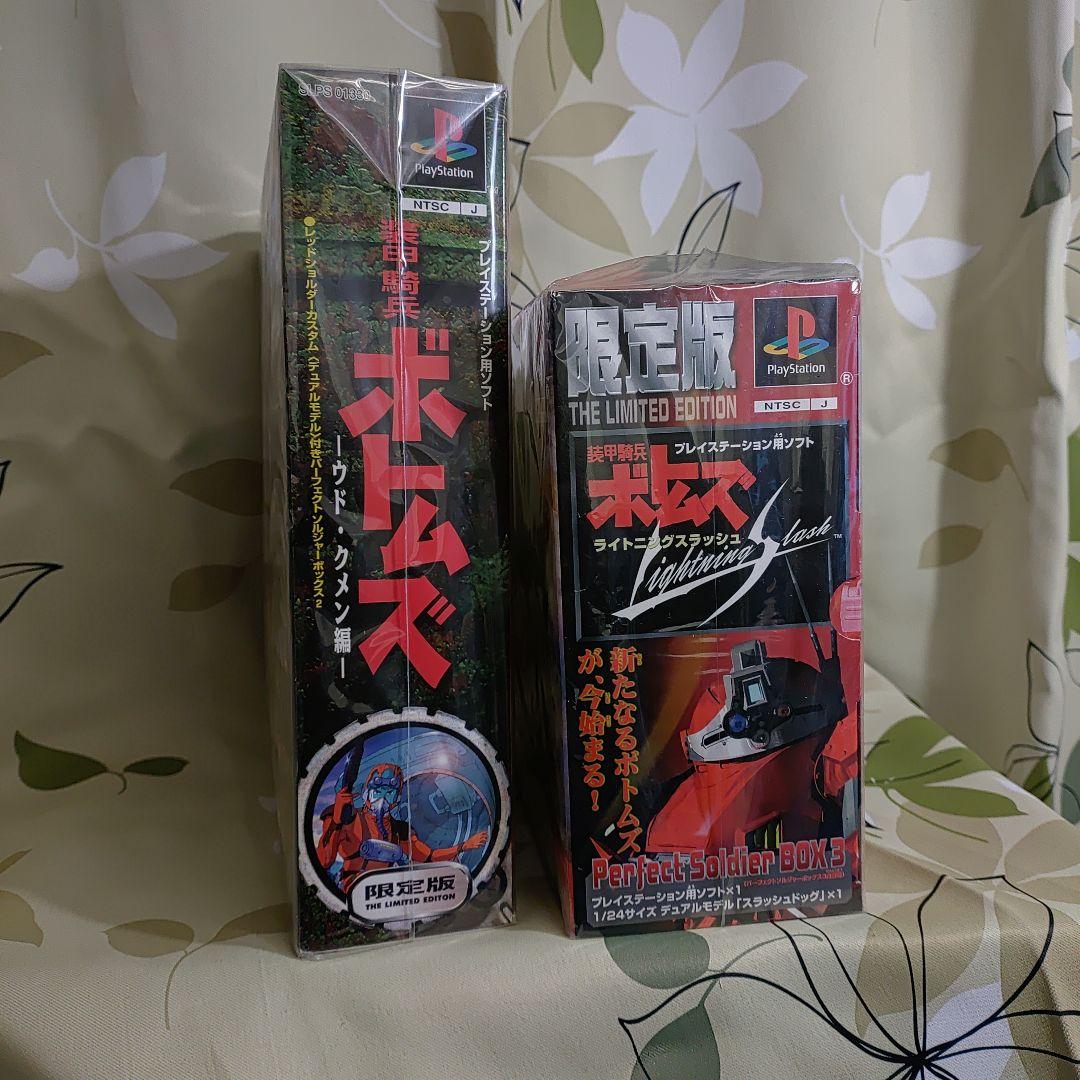 SLPS 01330
PlayStation
NTSC J
プレイステーション用ソフト
装甲騎兵
ボトムズ
ーウド・クメン編ー
●レッドショルダーカスタム〈デュアルモデル〉付きパーフェクトソルジャーボックス2
限定版
THE LIMITED EDITON
限定版
THE LIMITED EDITION
PlayStation
®
NTSC J
プレイステーション用ソフト
よう
装甲騎兵
ボトムズ
ライトニングスラッシュ
Lightning Slash
™
新たなるボトムズ
が、今始まる!
Perfect Soldier BOX 3
プレイステーション用ソフト×1
1/24サイズ デュアルモデル「スラッシュドッグ」×1